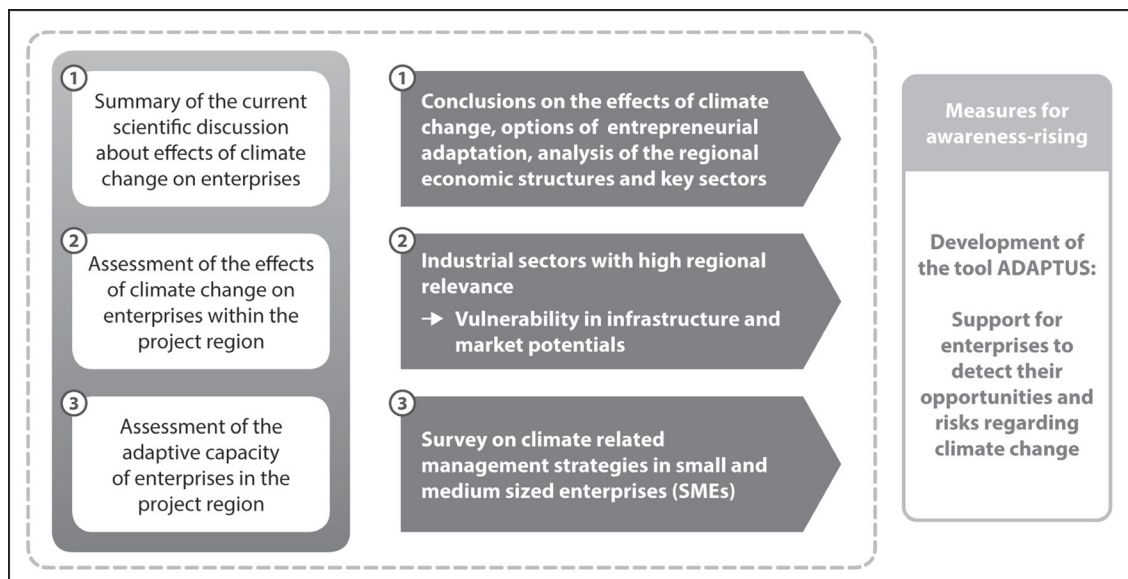 1
Summary of the current
scientific discussion
about effects of climate
change on enterprises
1
Conclusions on the effects of climate
change, options of entrepreneurial
adaptation, analysis of the regional
economic structures and key sectors
2
Assessment of the effects
of climate change on
enterprises within the
project region
2
Industrial sectors with high regional
relevance
→ Vulnerability in infrastructure and
market potentials
3
Assessment of the
adaptive capacity
of enterprises in the
project region
3
Survey on climate related
management strategies in small and
medium sized enterprises (SMEs)
Measures for
awareness-rising
Development of
the tool ADAPTUS:
Support for
enterprises to
detect their
opportunities and
risks regarding
climate change